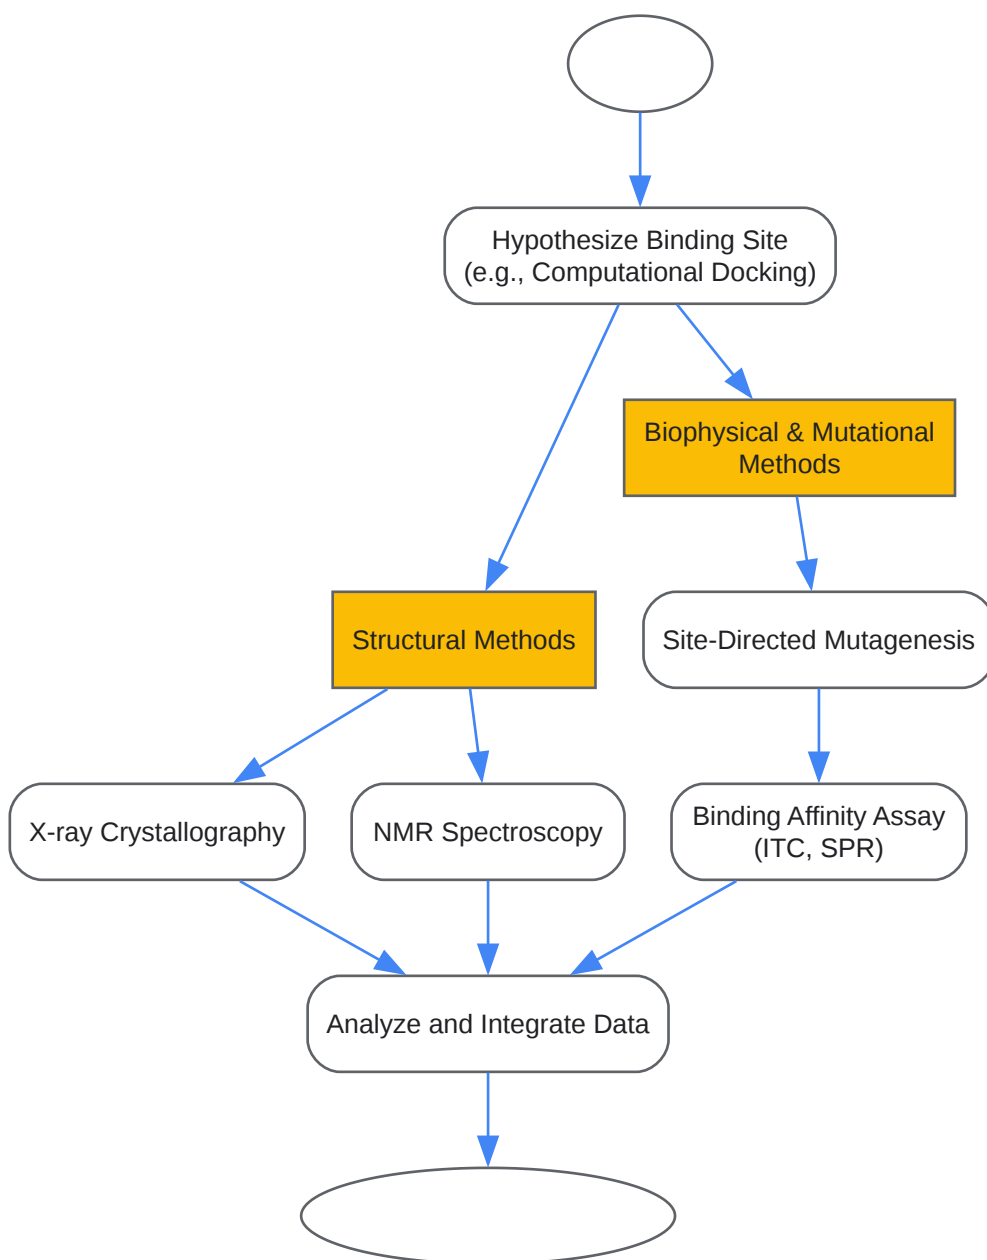 Hypothesize Binding Site
(e.g., Computational Docking)
Biophysical & Mutational
Methods
Structural Methods
Site-Directed Mutagenesis
X-ray Crystallography
NMR Spectroscopy
Binding Affinity Assay
(ITC, SPR)
Analyze and Integrate Data